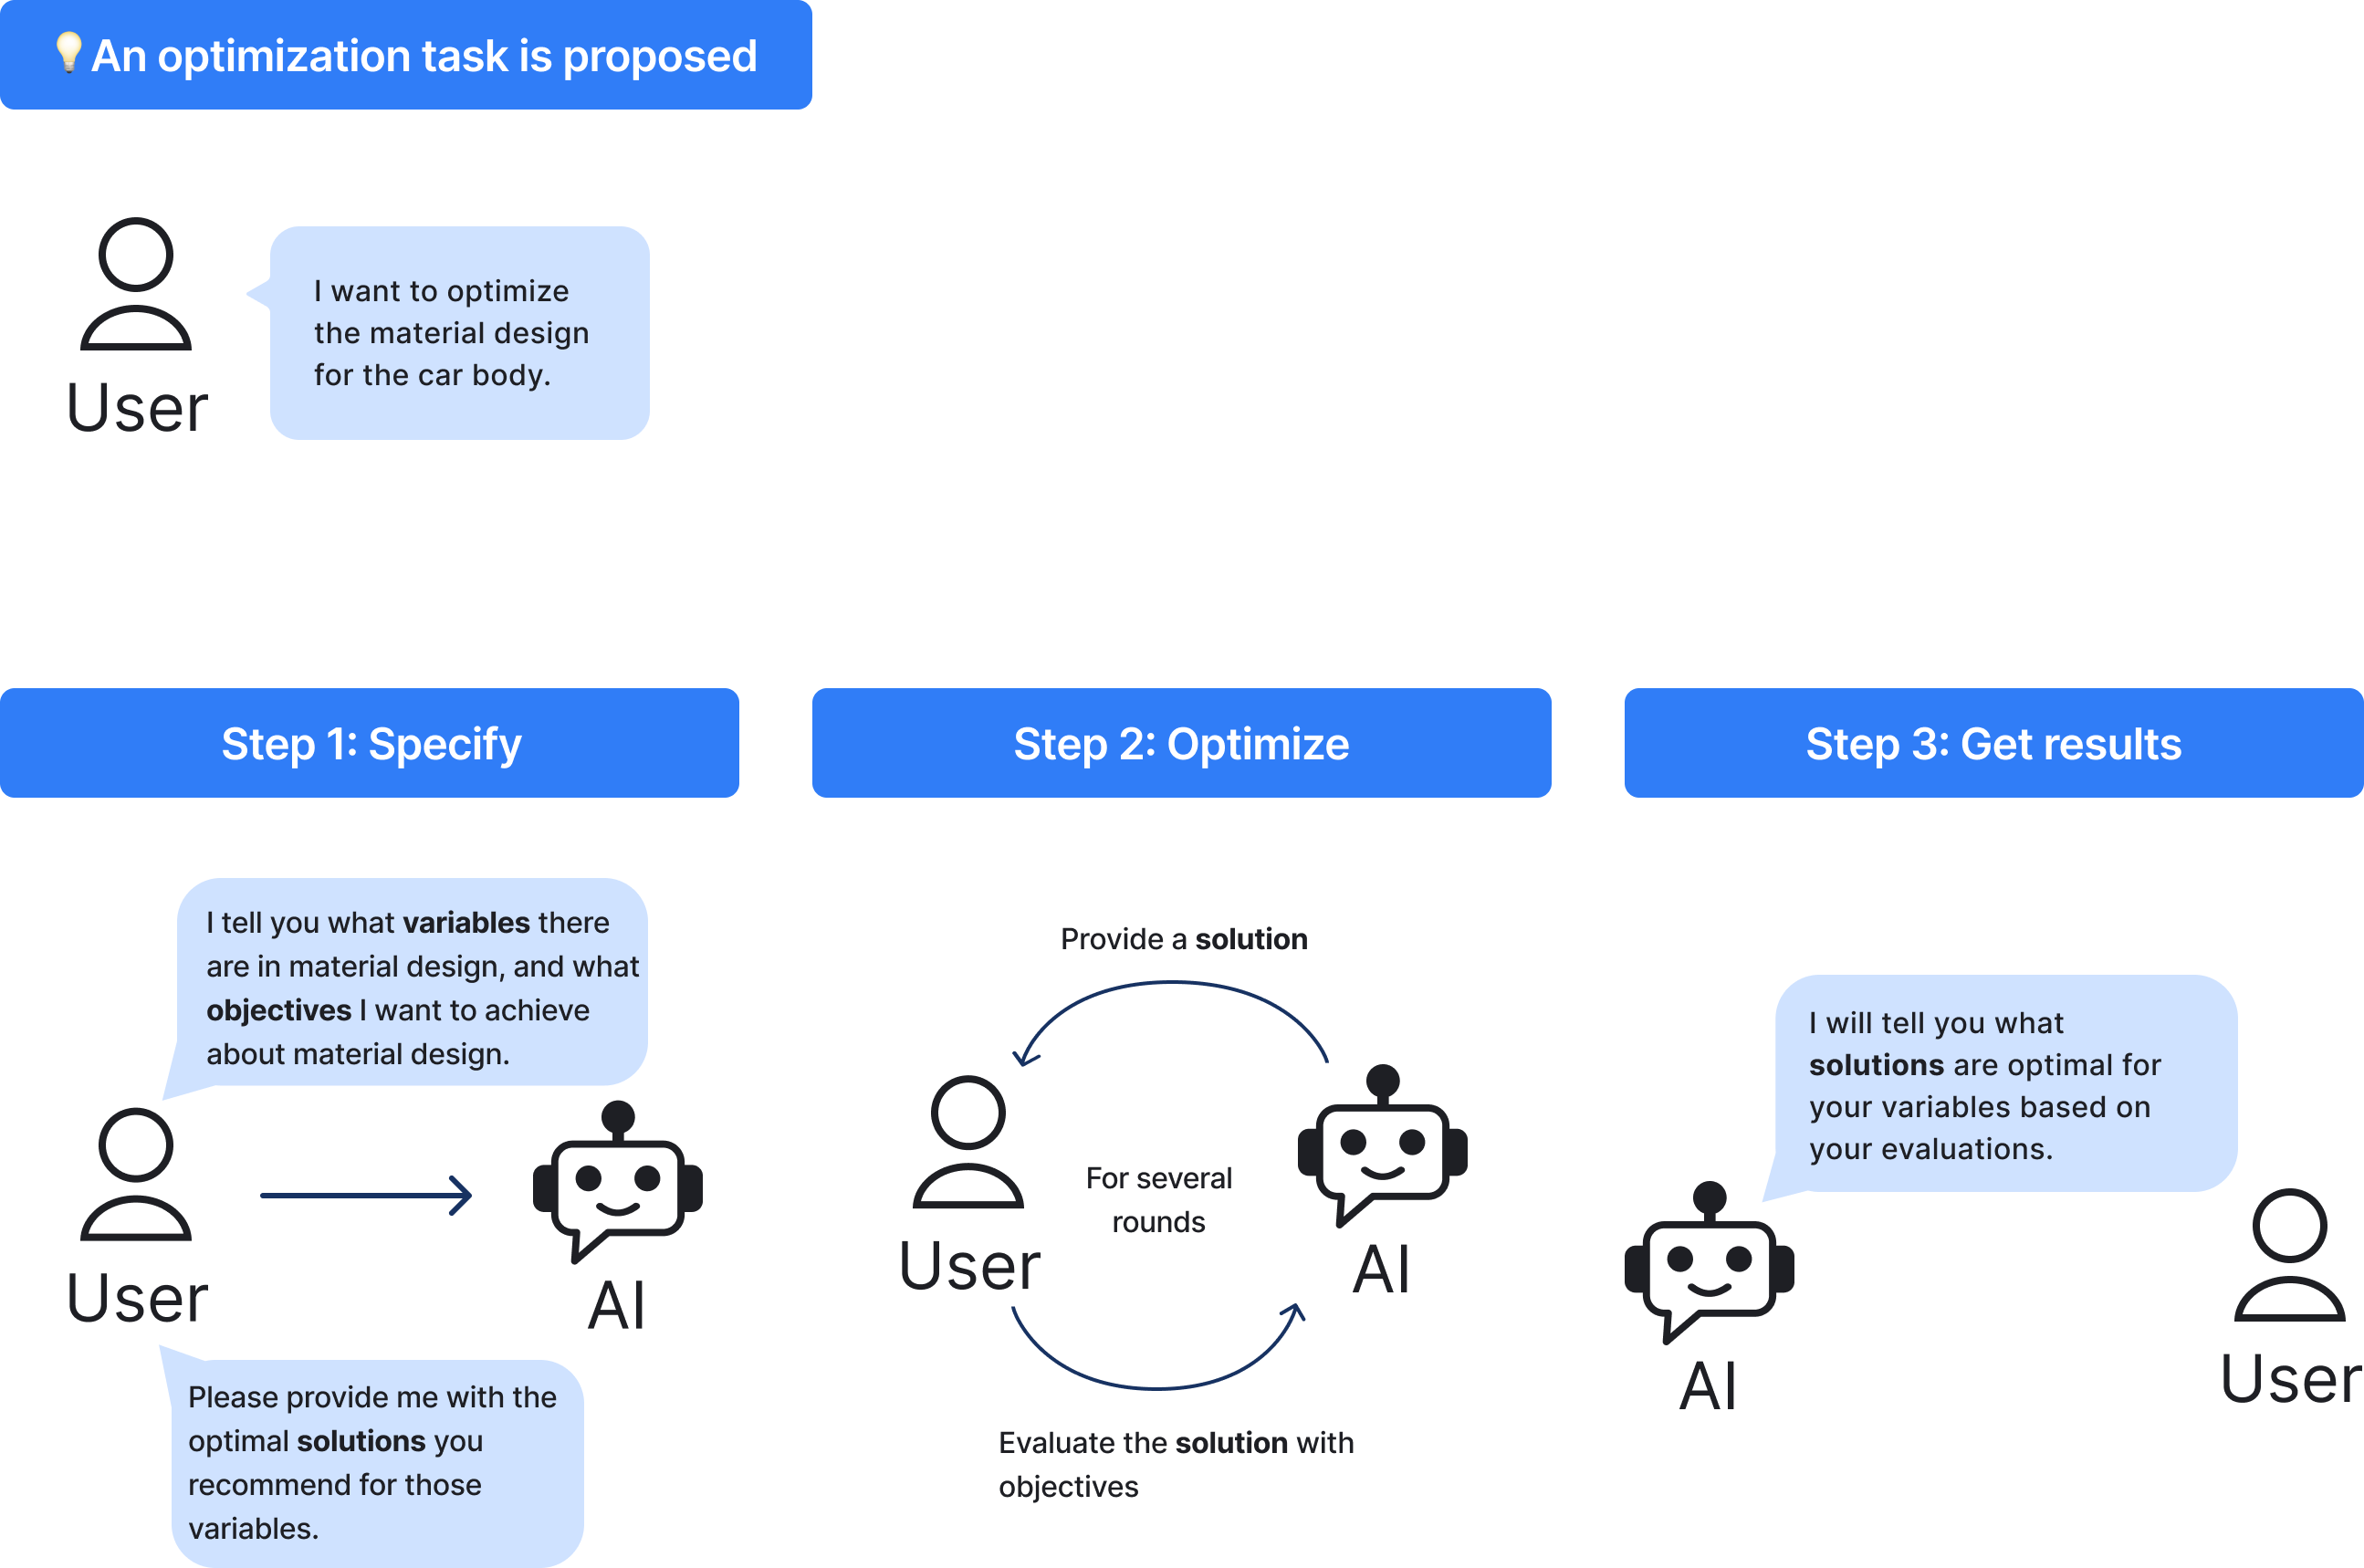 💡An optimization task is proposed
I want to optimize
the material design
for the car body.
User
Step 1: Specify
I tell you what variables there
are in material design, and what
objectives I want to achieve
about material design.
User
AI
Please provide me with the
optimal solutions you
recommend for those
variables.
Step 2: Optimize
Provide a solution
For several
rounds
User
AI
Evaluate the solution with
objectives
Step 3: Get results
I will tell you what
solutions are optimal for
your variables based on
your evaluations.
AI
User